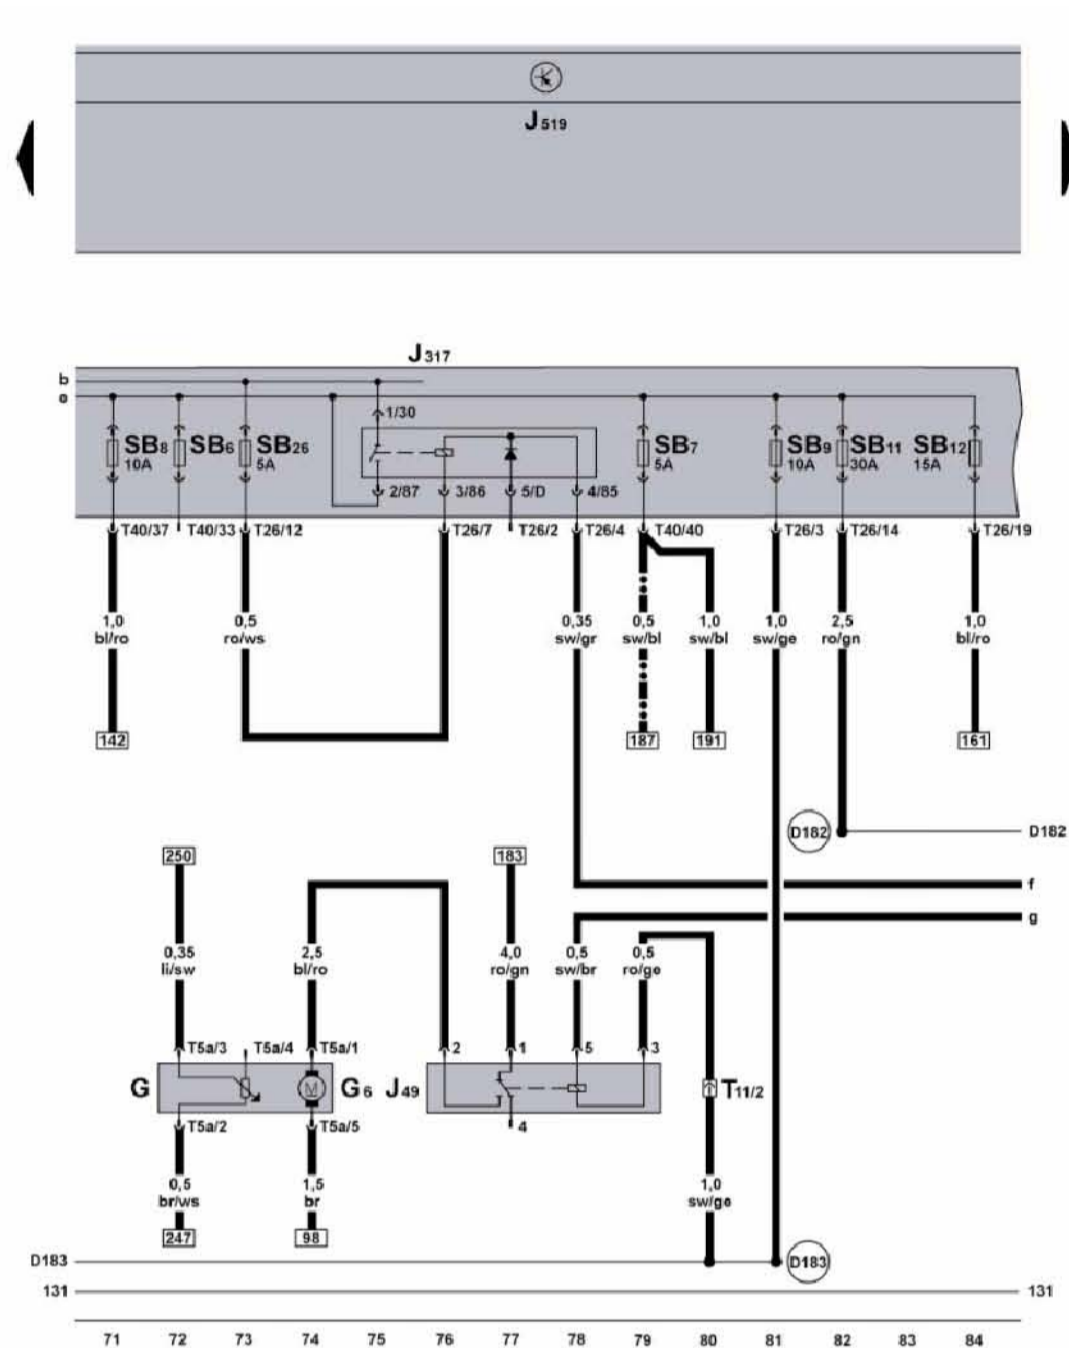 J519
J317
b
a
1/30
SB8 SB6 SB26 SB7 SB9 SB11 SB12
10A 5A 5A 10A 30A 15A
2/87 3/86 5/D 4/85
T40/37 T40/33 T26/12 T26/7 T26/2 T26/4 T40/40 T26/3 T26/14 T26/19
1,0 0,5 0,35 0,5 1,0 1,0 2,5 1,0
bl/ro ro/ws sw/gr sw/bl sw/bl sw/ge ro/gn bl/ro
142 187 191 161
D182 D182
250 183
f
g
0,35 2,5 4,0 0,5 0,5
li/sw bl/ro ro/gn sw/br ro/ge
T5a/3 T5a/4 T5a/1 2 1 5 3
G M G6 J49 T11/2
T5a/2 T5a/5 4
0,5 1,5 1,0
br/ws br sw/ge
247 98
D183 D183
131 131
71 72 73 74 75 76 77 78 79 80 81 82 83 84